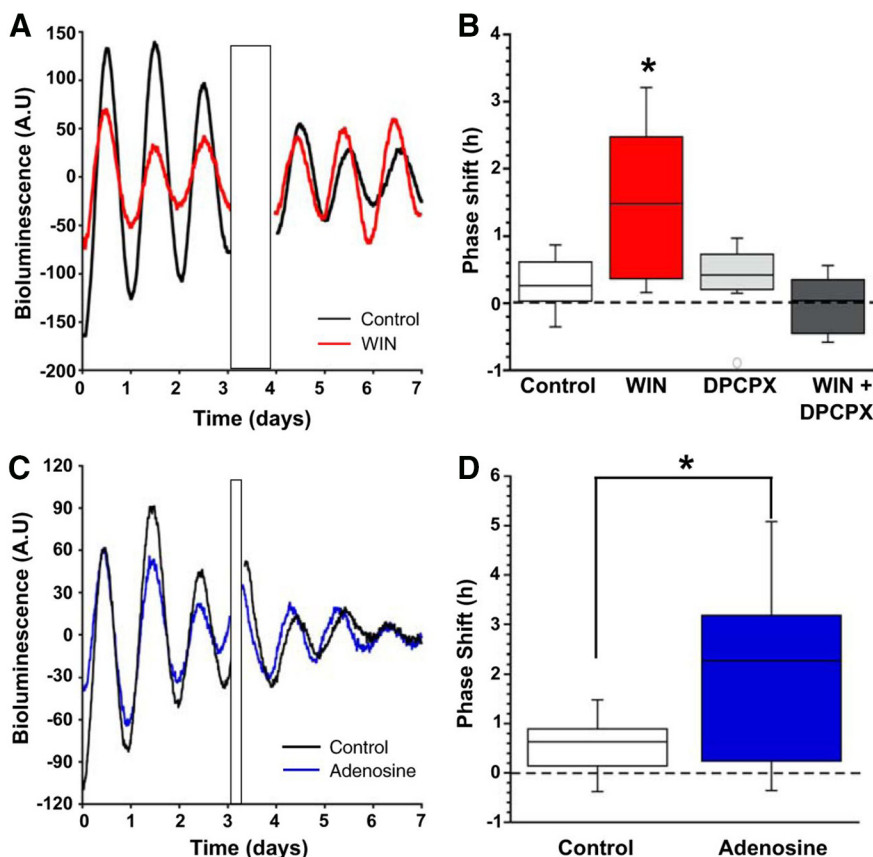 A
150
100
50
0
-50
-100
-150
-200
Bioluminescence (A.U)
Control
WIN
0 1 2 3 4 5 6 7
Time (days)
B
4
3
2
1
0
-1
Phase shift (h)
*
Control WIN DPCPX WIN +
DPCPX
C
120
90
60
30
0
-30
-60
-90
-120
Bioluminescence (A.U)
Control
Adenosine
0 1 2 3 4 5 6 7
Time (days)
D
6
5
4
3
2
1
0
-1
Phase Shift (h)
*
Control Adenosine